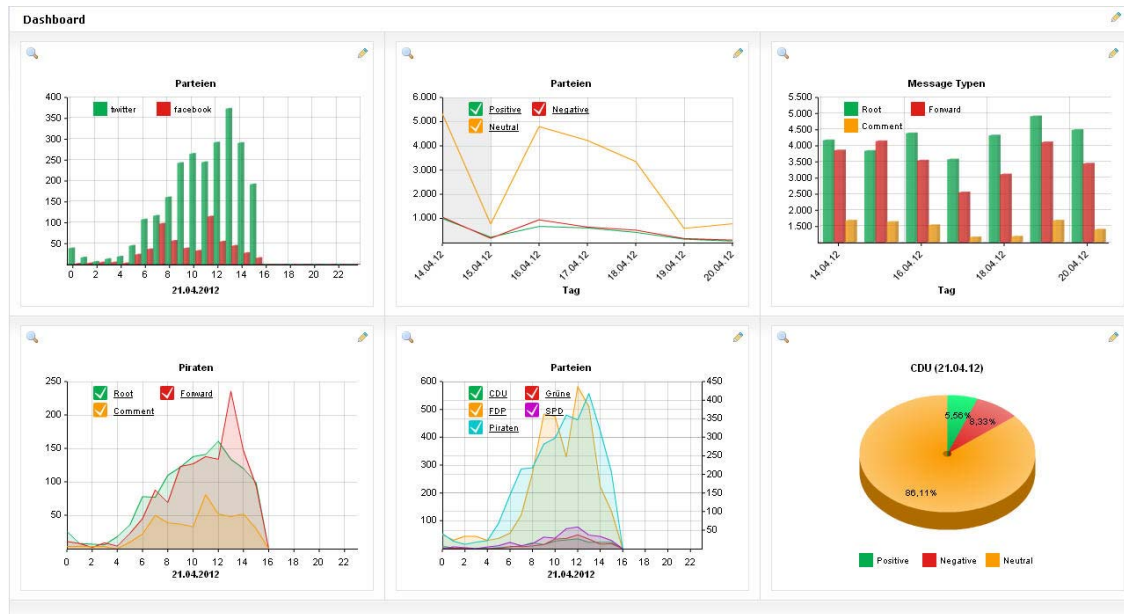 Dashboard
Parteien
twitter facebook
400
350
300
250
200
150
100
50
0 2 4 6 8 10 12 14 16 18 20 22
21.04.2012
Parteien
Positive Negative
Neutral
6.000
5.000
4.000
3.000
2.000
1.000
14.04.12 15.04.12 16.04.12 17.04.12 18.04.12 19.04.12 20.04.12
Tag
Message Typen
Root Forward
Comment
5.500
5.000
4.500
4.000
3.500
3.000
2.500
2.000
1.500
14.04.12 16.04.12 18.04.12 20.04.12
Tag
Piraten
Root Forward
Comment
250
200
150
100
50
0 2 4 6 8 10 12 14 16 18 20 22
21.04.2012
Parteien
CDU Grüne
FDP SPD
Piraten
600 450
500 400
400 350
300 300
200 250
100 200
150
100
50
0 2 4 6 8 10 12 14 16 18 20 22
21.04.2012
CDU (21.04.12)
5,56%
8,33%
86,11%
Positive Negative Neutral